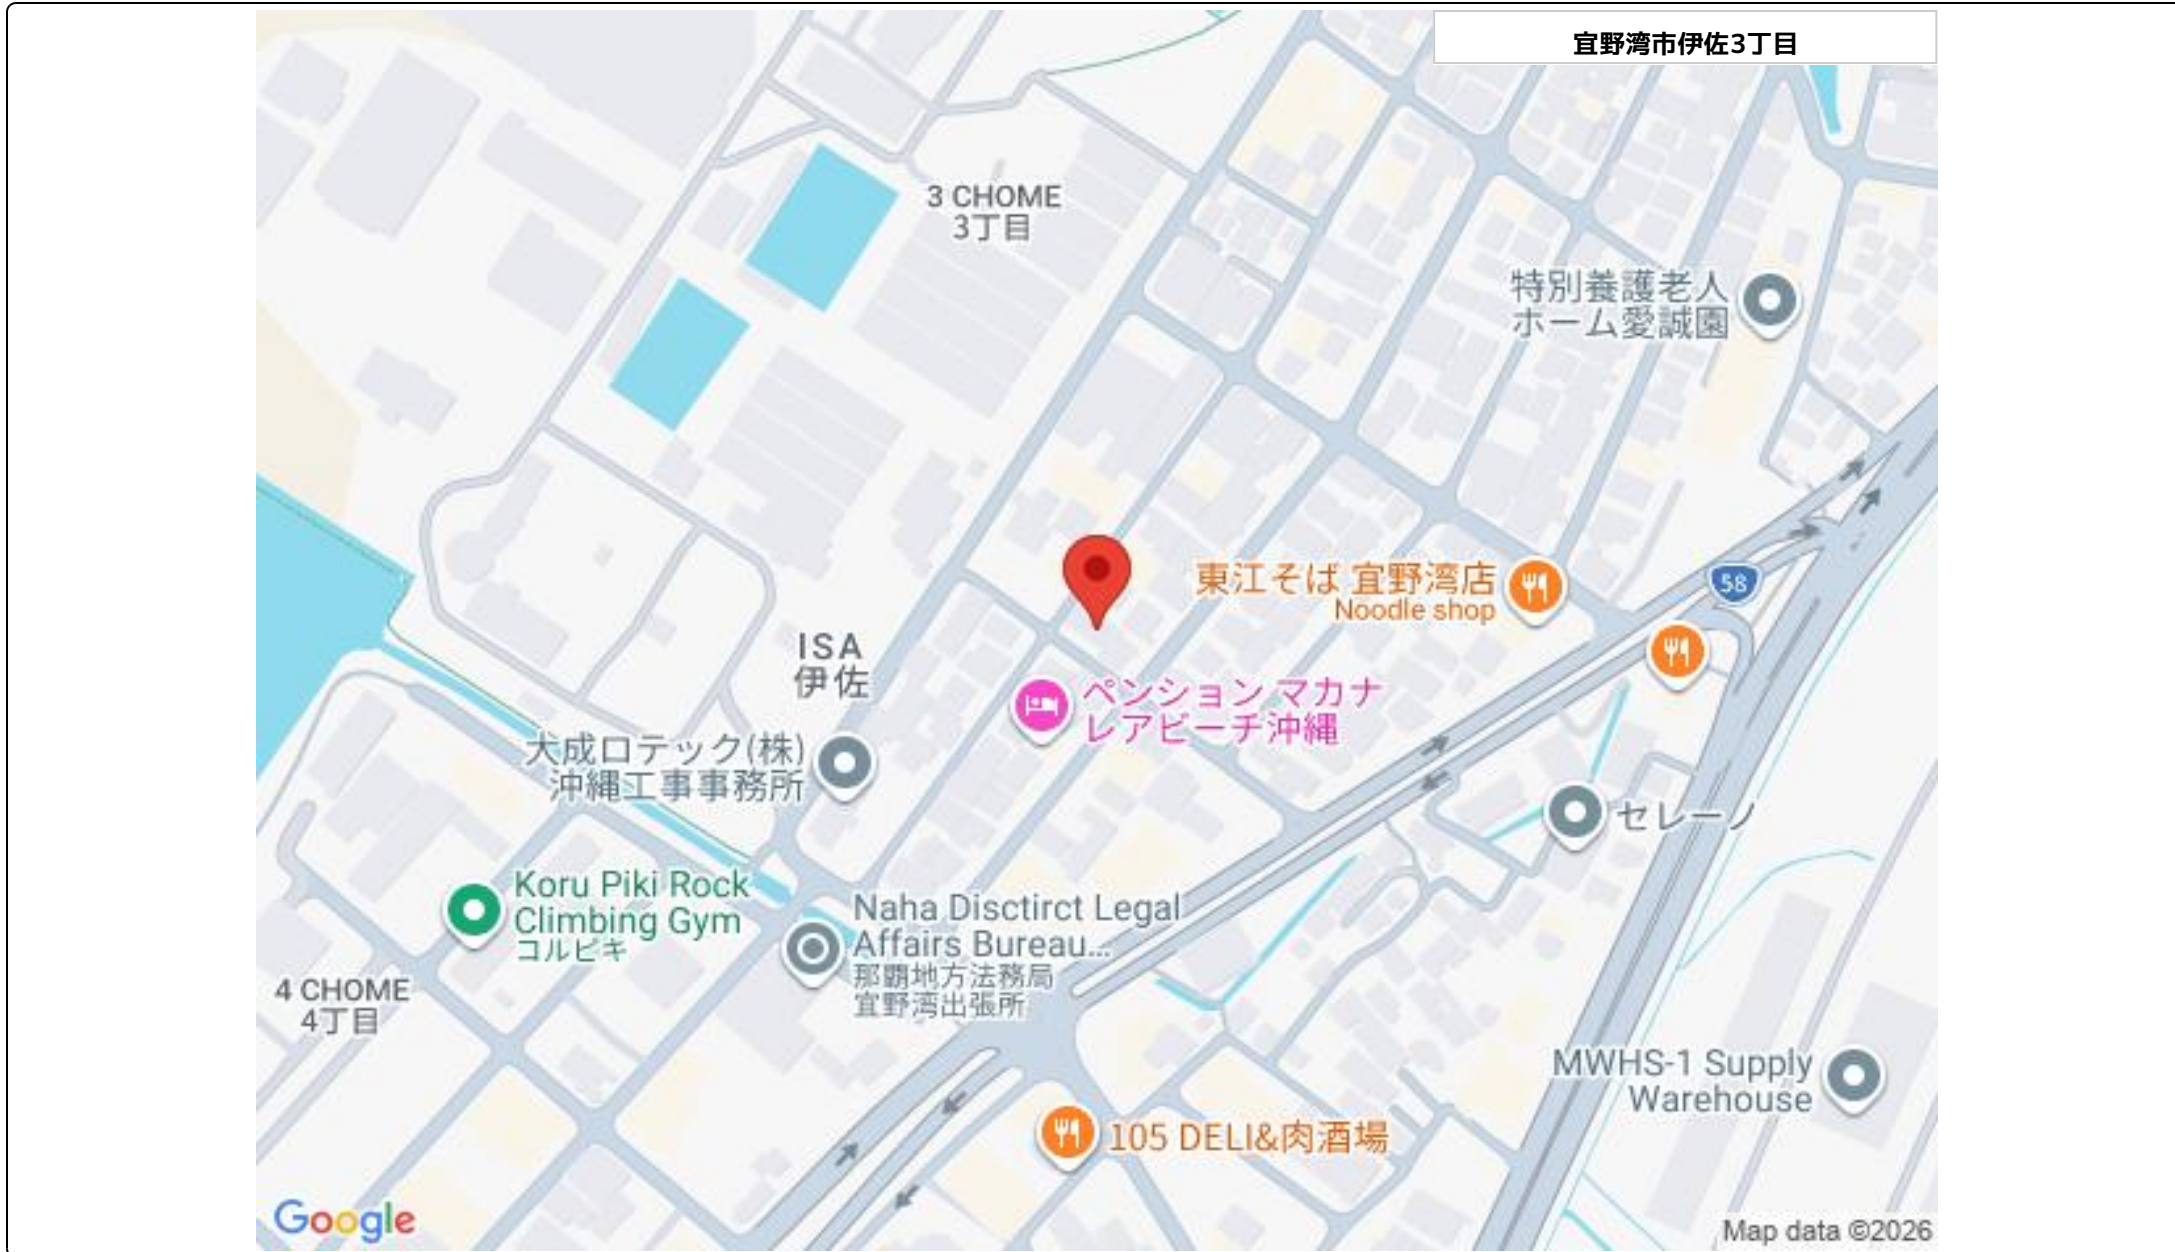 宜野湾市伊佐3丁目
3 CHOME
3丁目
特別養護老人
ホーム愛誠園
東江そば 宜野湾店
Noodle shop
58
ISA
伊佐
ペンション マカナ
レアビーチ沖縄
大成ロテック(株)
沖縄工事事務所
セレーノ
Koru Piki Rock
Climbing Gym
コルピキ
Naha Disctirct Legal
Affairs Bureau...
那覇地方法務局
宜野湾出張所
4 CHOME
4丁目
MWHS-1 Supply
Warehouse
105 DELI&肉酒場
Google
Map data ©2026